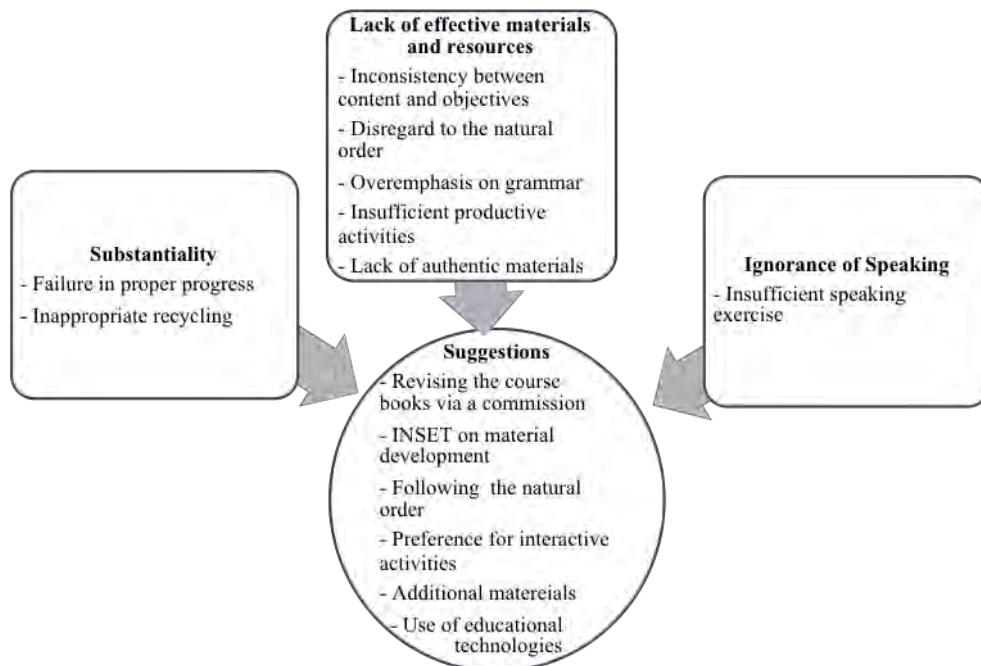 Lack of effective materials
and resources
- Inconsistency between
content and objectives
- Disregard to the natural
order
- Overemphasis on grammar
- Insufficient productive
activities
- Lack of authentic materials
Substantiality
- Failure in proper progress
- Inappropriate recycling
Ignorance of Speaking
- Insufficient speaking
exercise
Suggestions
- Revising the course
books via a commission
- INSET on material
development
- Following the natural
order
- Preference for interactive
activities
- Additional matereials
- Use of educational
technologies